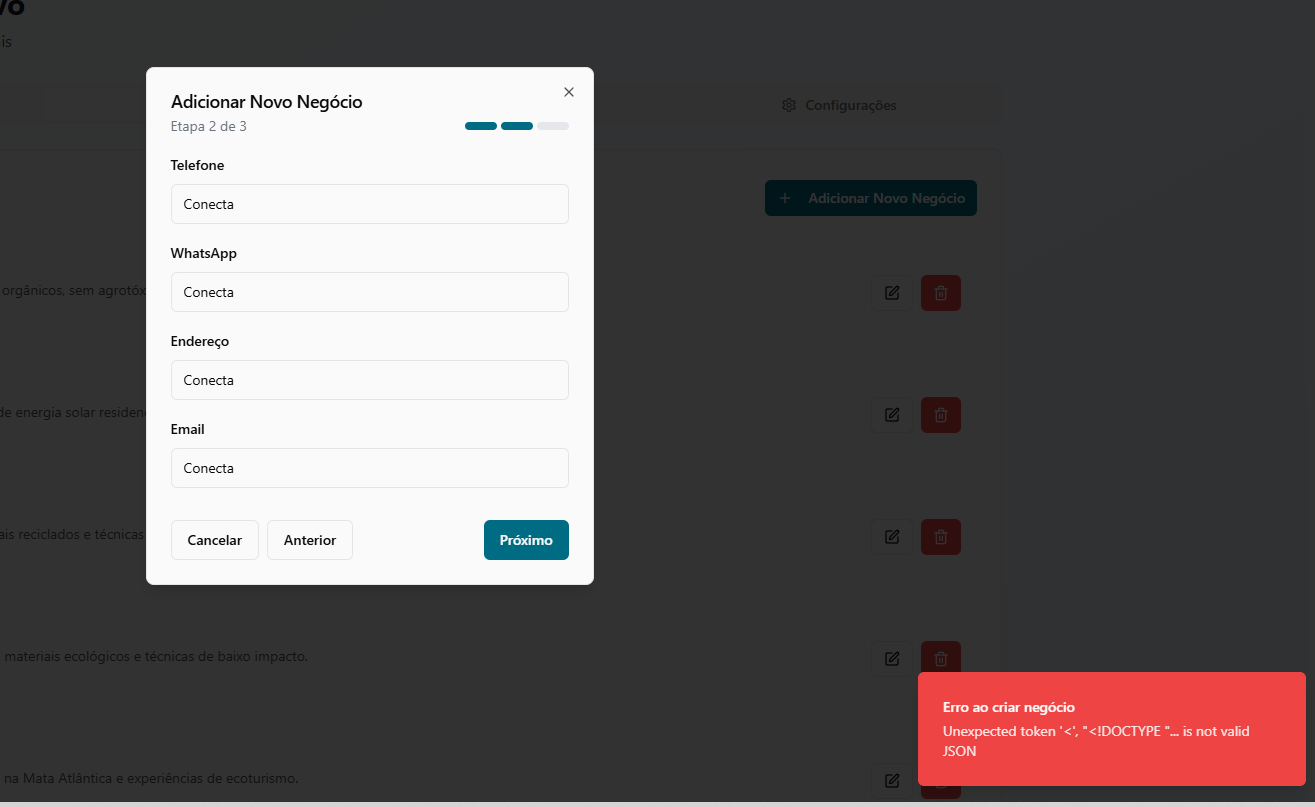 vo
is
Adicionar Novo Negócio
Etapa 2 de 3
Configurações
Telefone
Conecta
Adicionar Novo Negócio
WhatsApp
Conecta
orgânicos, sem agrotóx
Endereço
Conecta
de energia solar residen
Email
Conecta
ais reciclados e técnicas
Cancelar
Anterior
Próximo
materiais ecológicos e técnicas de baixo impacto.
Erro ao criar negócio
Unexpected token '<', "<!DOCTYPE "... is not valid
JSON
na Mata Atlântica e experiências de ecoturismo.